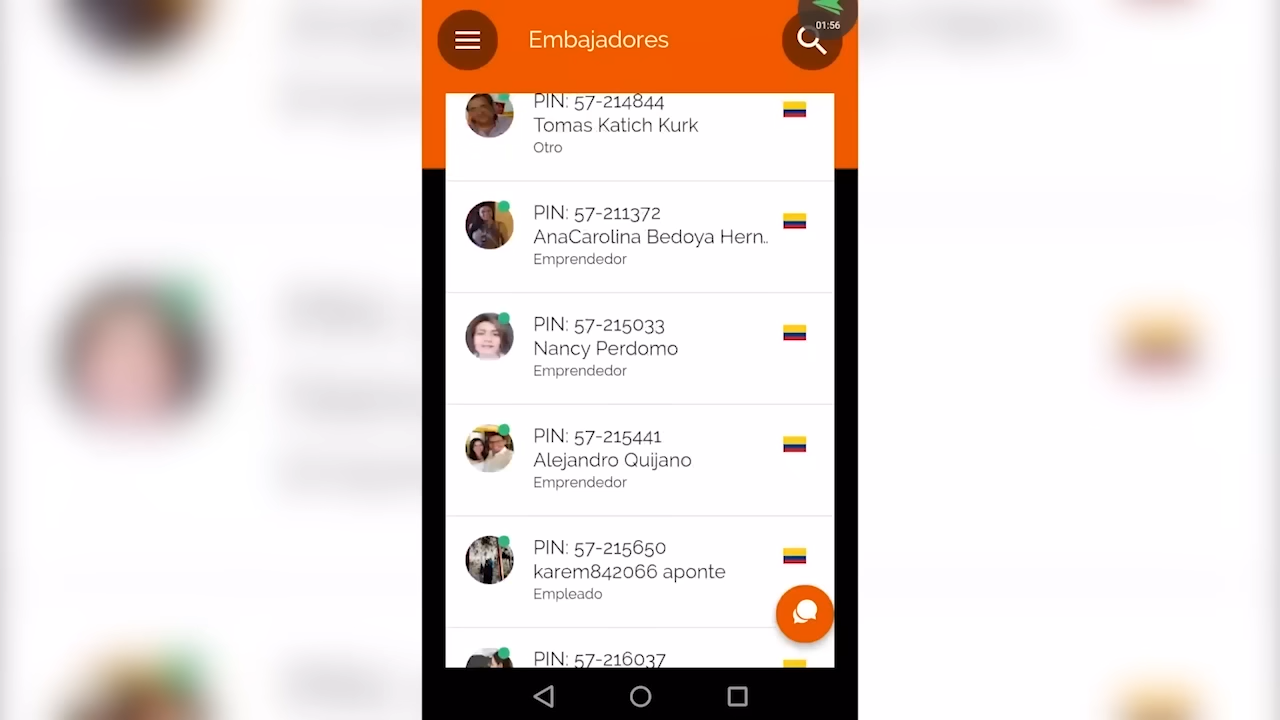 01:56
Embajadores
PIN: 57-214844
Tomas Katich Kurk
Otro
PIN: 57-211372
AnaCarolina Bedoya Hern..
Emprendedor
PIN: 57-215033
Nancy Perdomo
Emprendedor
PIN: 57-215441
Alejandro Quijano
Emprendedor
PIN: 57-215650
karem842066 aponte
Empleado
PIN: 57-216037